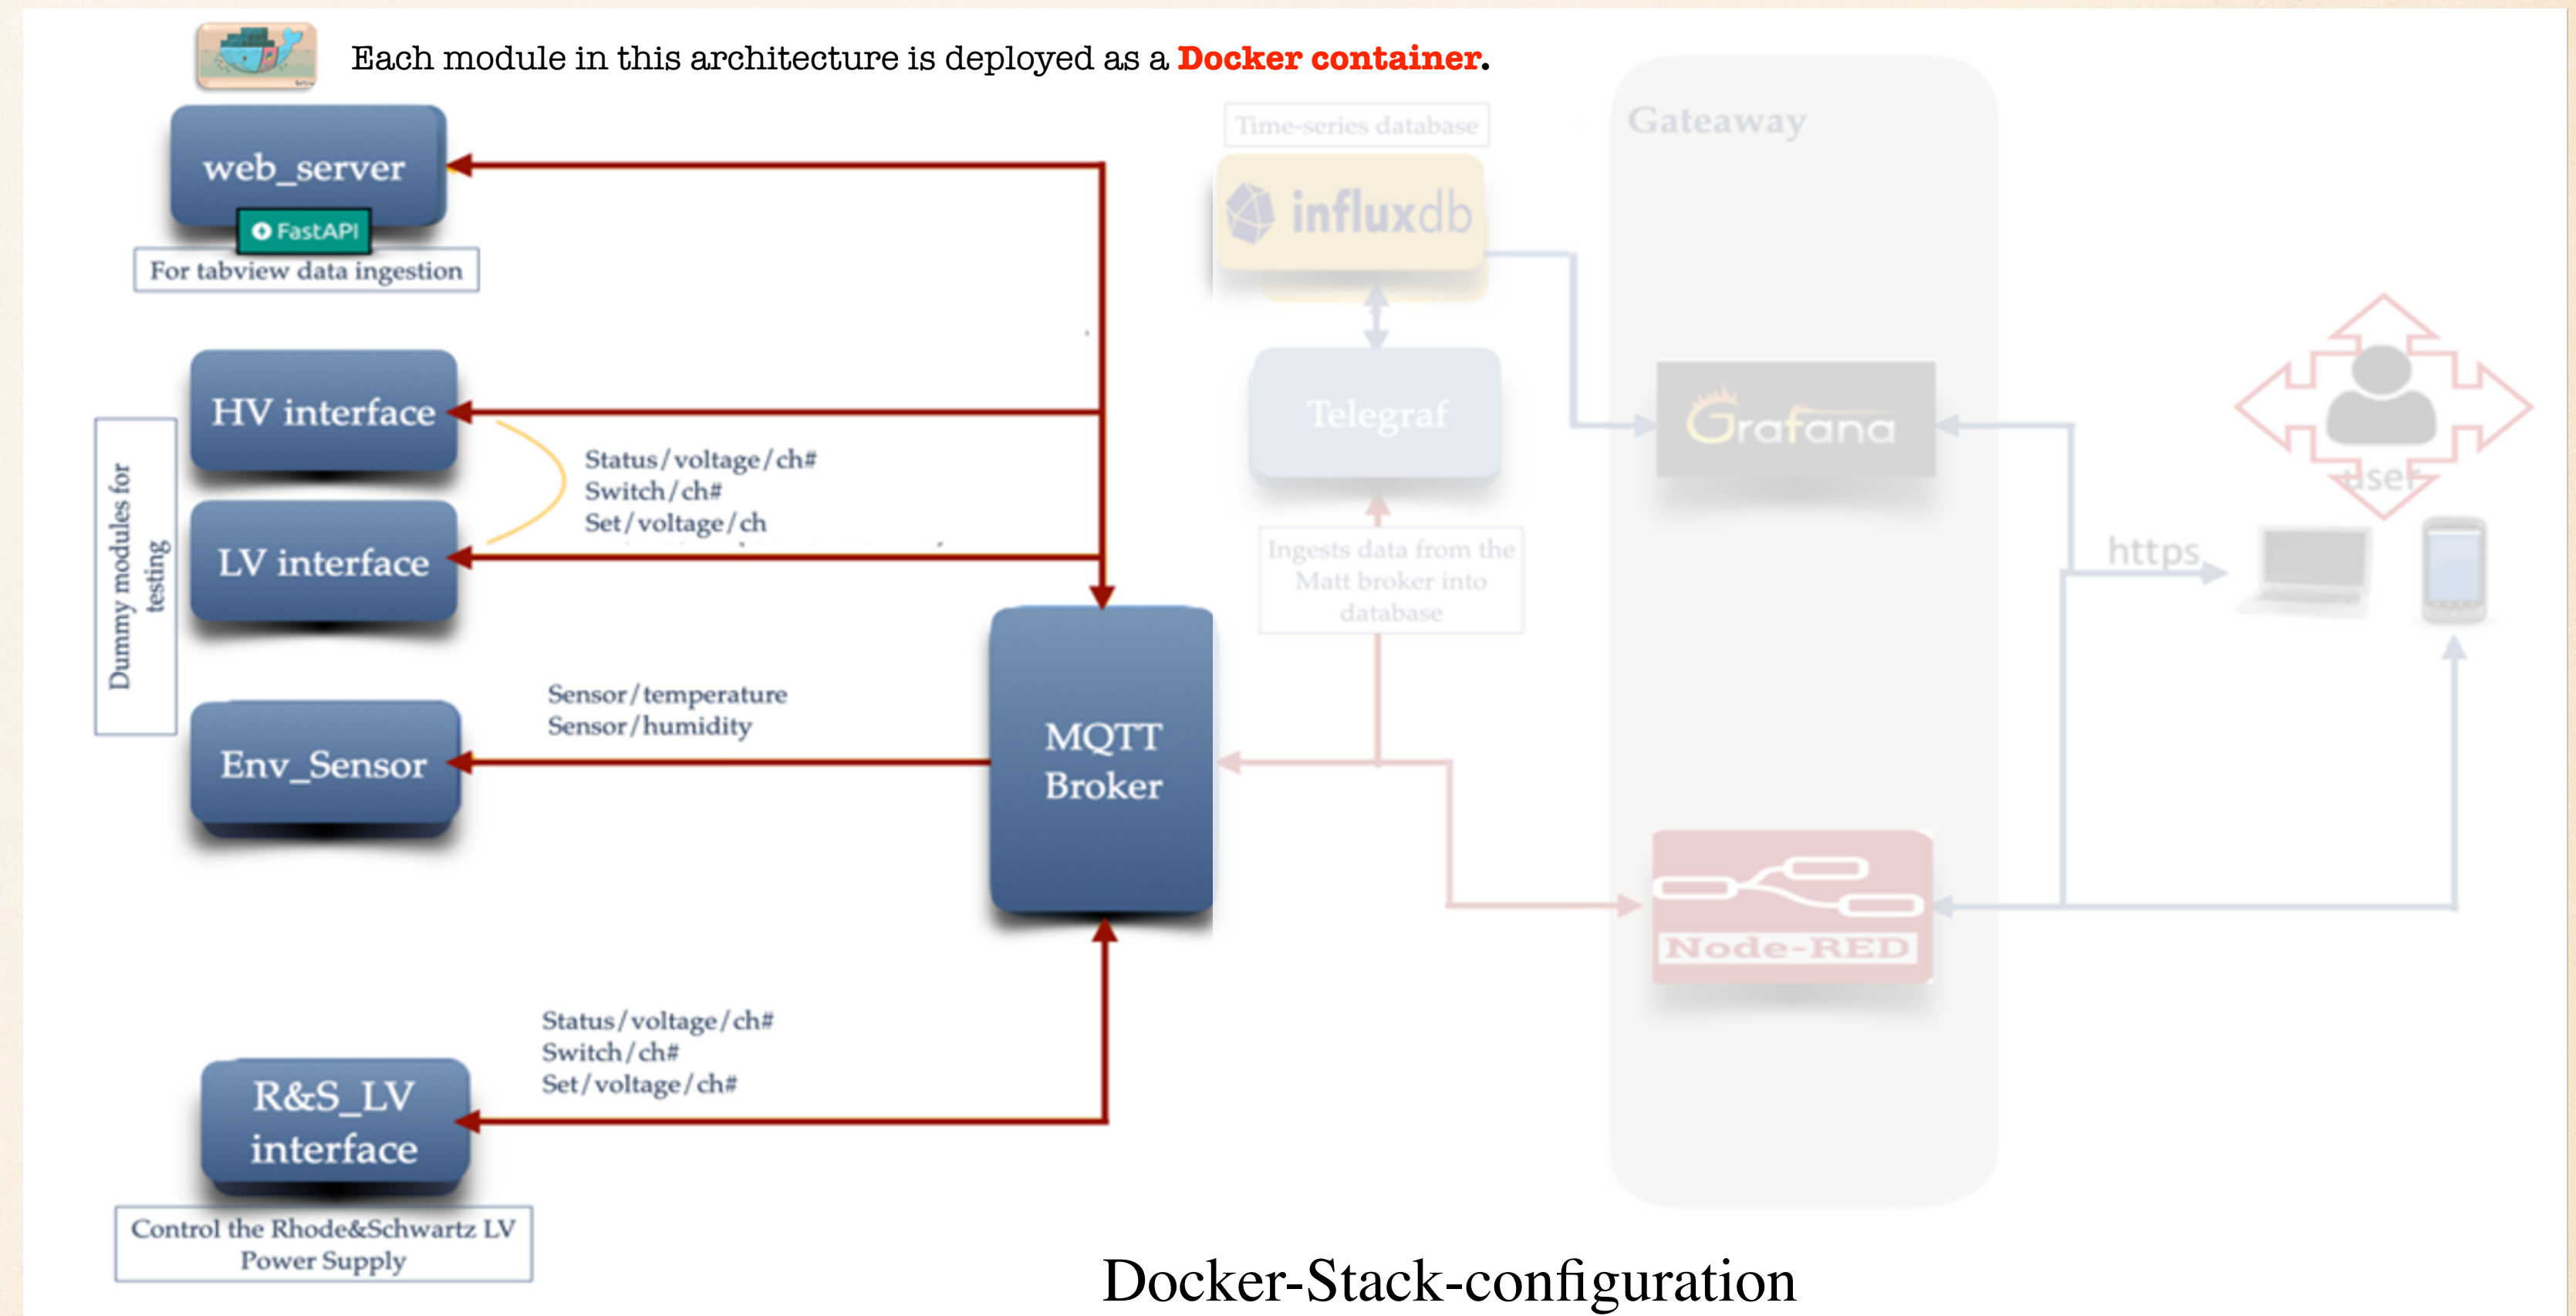 Each module in this architecture is deployed as a Docker container.
web_server
FastAPI
For tabview data ingestion
HV interface
Status/voltage/ch#
Switch/ch#
Set/voltage/ch
LV interface
Dummy modules for
testing
Sensor/temperature
Sensor/humidity
Env_Sensor
MQTT
Broker
Status/voltage/ch#
Switch/ch#
Set/voltage/ch#
R&S_LV
interface
Control the Rhode&Schwartz LV
Power Supply
Time-series database
influxdb
Telegraf
Ingests data from the
Matt broker into
database
Gateaway
Grafana
Node-RED
https
user
Docker-Stack-configuration